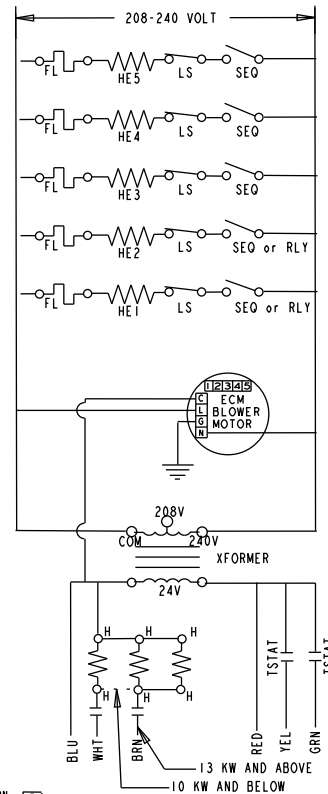 208-240 VOLT
FL HE5 LS SEQ
FL HE4 LS SEQ
FL HE3 LS SEQ
FL HE2 LS SEQ or RLY
FL HE1 LS SEQ or RLY
1 2 3 4 5
C ECM
L BLOWER
G MOTOR
N
208V
COM 240V
XFORMER
24V
H H H
H H H
BLU
WHT
BRN
RED
TSTAT
YEL
TSTAT
GRN
13 KW AND ABOVE
10 KW AND BELOW